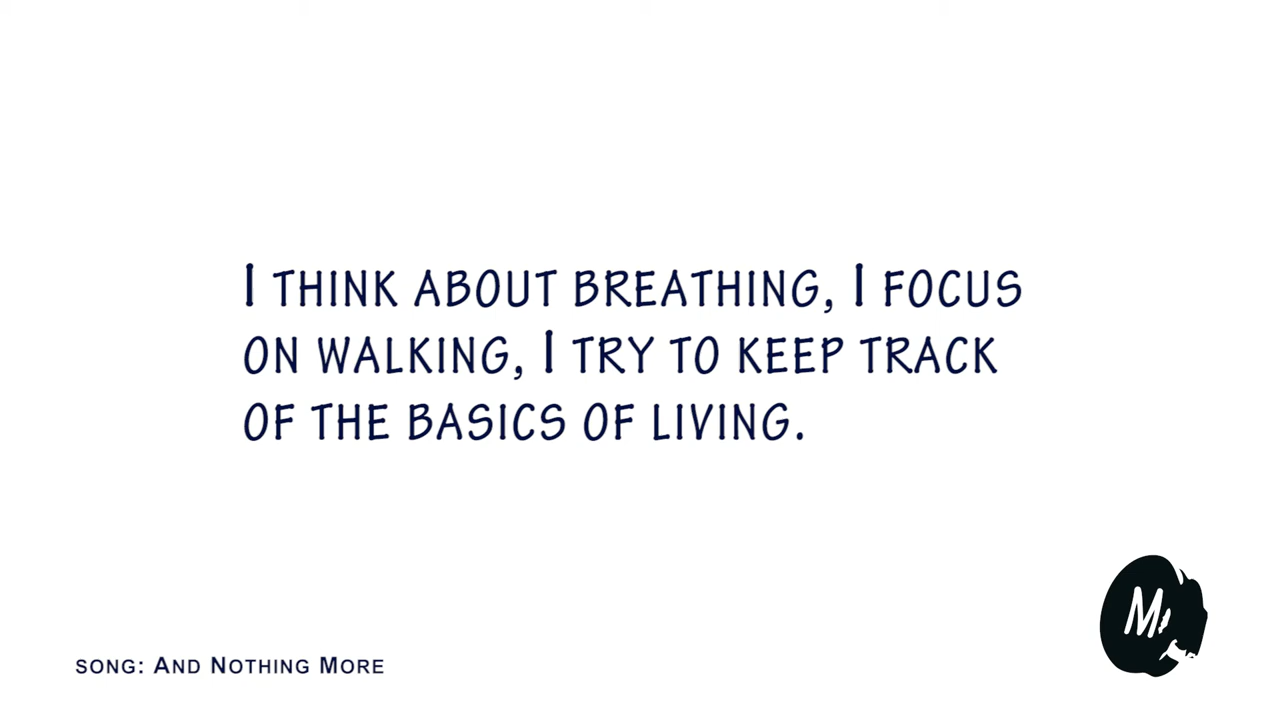 I THINK ABOUT BREATHING, I FOCUS
ON WALKING, I TRY TO KEEP TRACK
OF THE BASICS OF LIVING.
M
SONG: AND NOTHING MORE